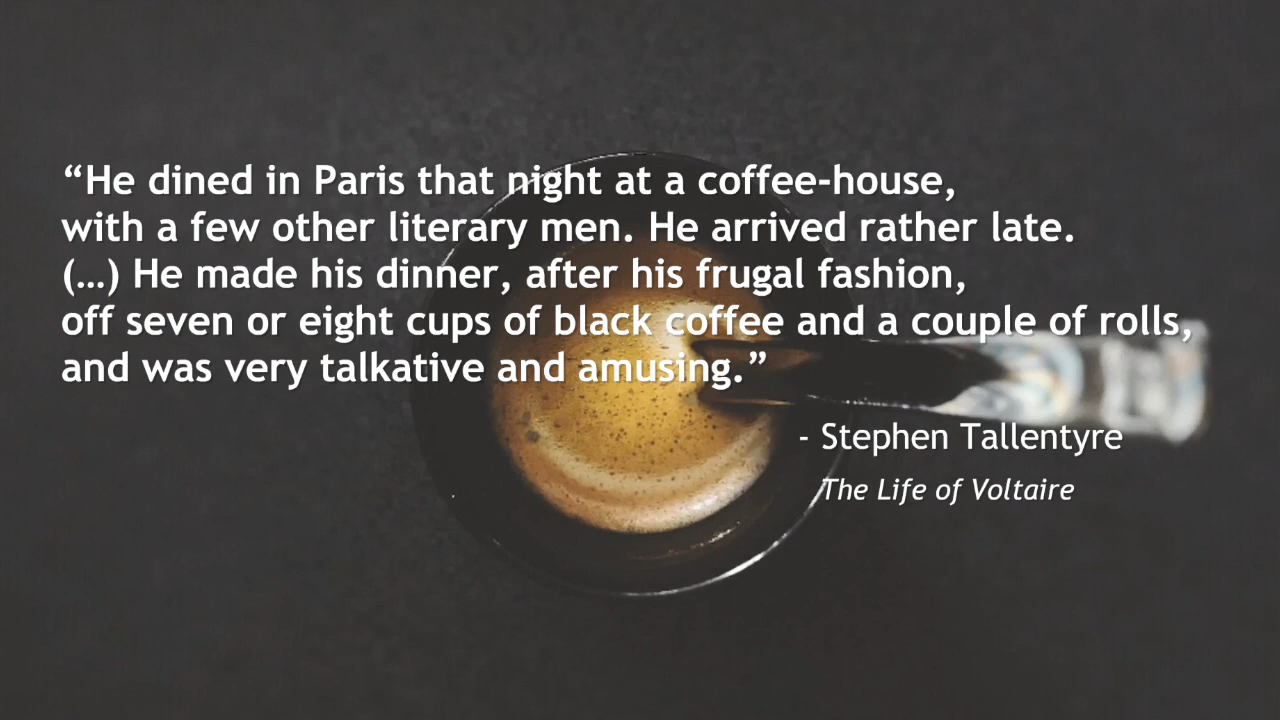 “He dined in Paris that night at a coffee-house,
with a few other literary men. He arrived rather late.
(…) He made his dinner, after his frugal fashion,
off seven or eight cups of black coffee and a couple of rolls,
and was very talkative and amusing.”
- Stephen Tallentyre
The Life of Voltaire